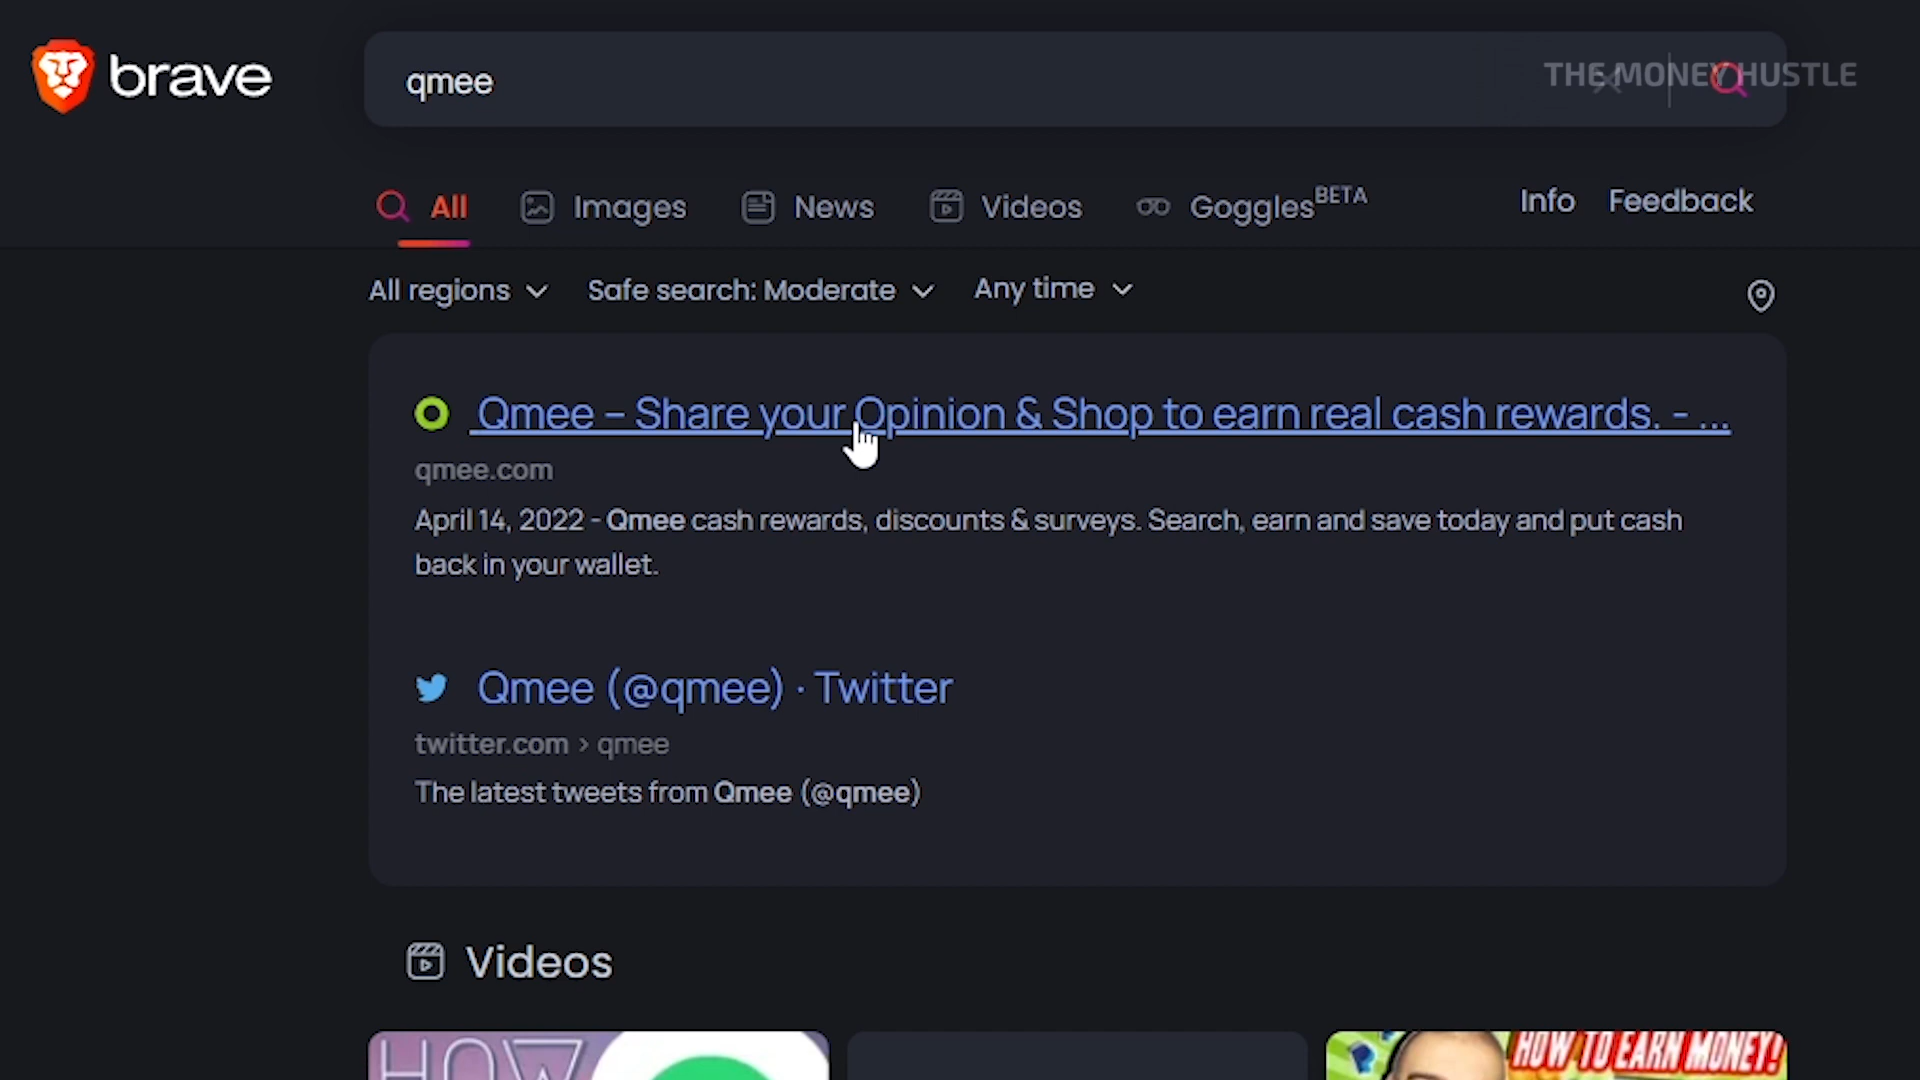 brave
qmee
THE MONEY HUSTLE
All
Images
News
Videos
Goggles BETA
Info
Feedback
All regions
Safe search: Moderate
Any time
Qmee – Share your Opinion & Shop to earn real cash rewards. - ...
qmee.com
April 14, 2022 - Qmee cash rewards, discounts & surveys. Search, earn and save today and put cash
back in your wallet.
Qmee (@qmee) · Twitter
twitter.com › qmee
The latest tweets from Qmee (@qmee)
Videos
HOW
HOW TO EARN MONEY!